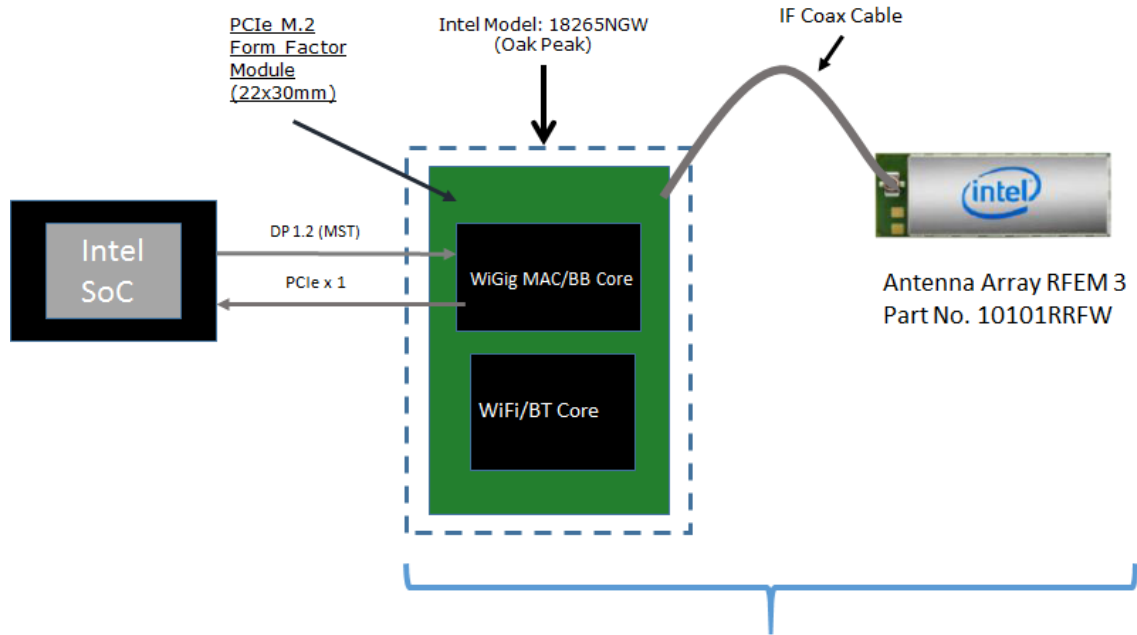 PCIe M.2
Form Factor
Module
(22x30mm)
Intel Model: 18265NGW
(Oak Peak)
IF Coax Cable
Intel
SoC
DP 1.2 (MST)
PCIe x 1
WiGig MAC/BB Core
WiFi/BT Core
intel
Antenna Array RFEM 3
Part No. 10101RRFW